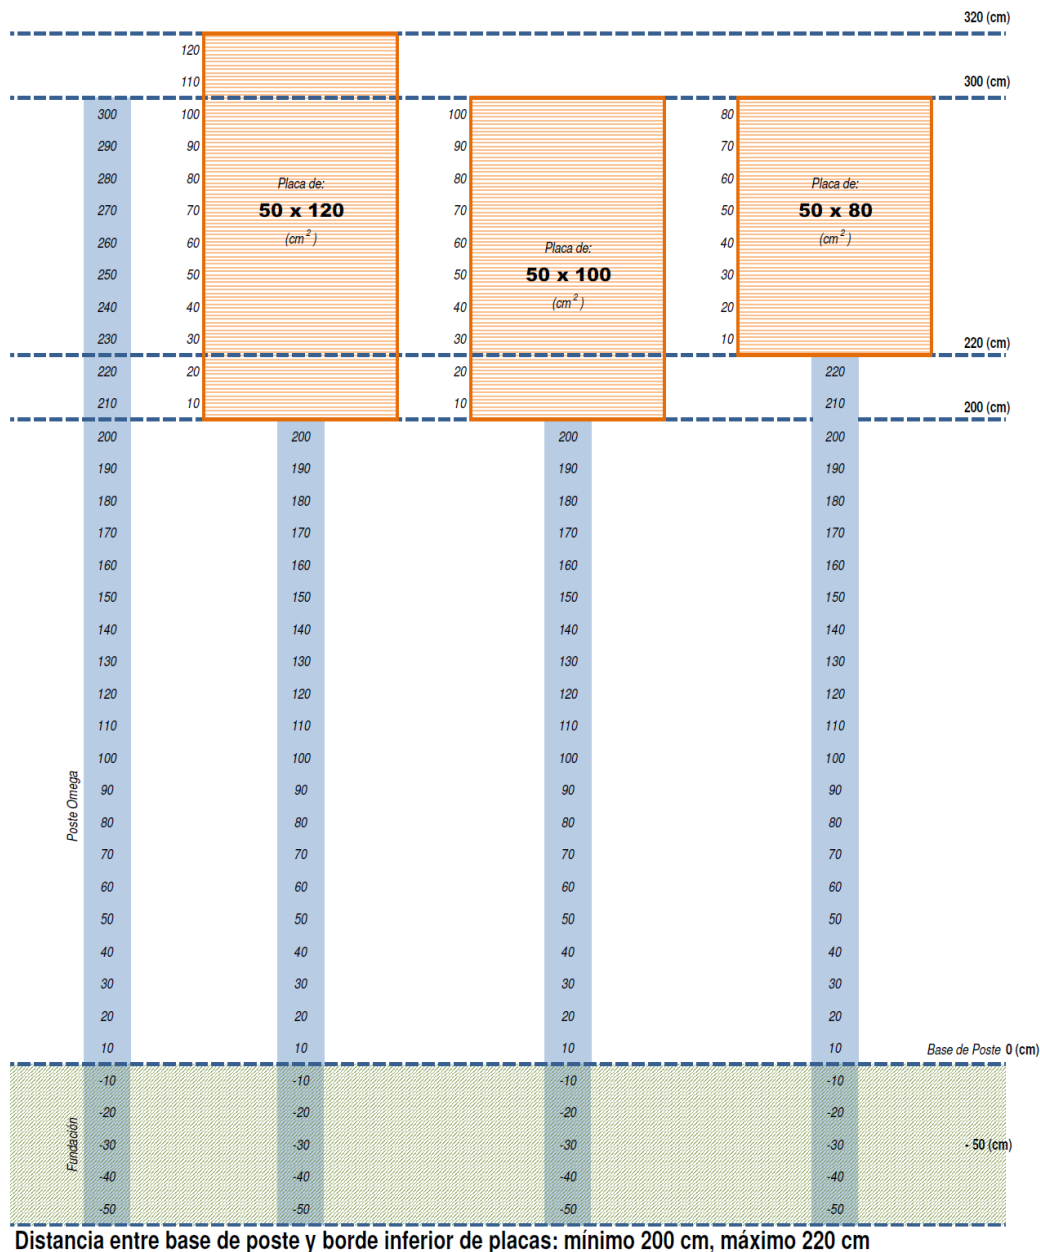 320 (cm)
120
110
300 (cm)
300 100 100 80
290 90 90 70
280 80 Placa de: 80 60 Placa de:
270 70 50 x 120 70 50 50 x 80
260 60 (cm²) 60 Placa de: 40 (cm²)
250 50 50 50 x 100 30
240 40 40 (cm²) 20
230 30 30 10
220 (cm)
220 20 20 220
210 10 10 210
200 (cm)
200 200 200 200
190 190 190 190
180 180 180 180
170 170 170 170
160 160 160 160
150 150 150 150
140 140 140 140
130 130 130 130
120 120 120 120
110 110 110 110
100 100 100 100
90 90 90 90
Poste Omega
80 80 80 80
70 70 70 70
60 60 60 60
50 50 50 50
40 40 40 40
30 30 30 30
20 20 20 20
10 10 10 10 Base de Poste 0 (cm)
-10 -10 -10 -10
-20 -20 -20 -20
Fundación
-30 -30 -30 -30 - 50 (cm)
-40 -40 -40 -40
-50 -50 -50 -50
Distancia entre base de poste y borde inferior de placas: mínimo 200 cm, máximo 220 cm